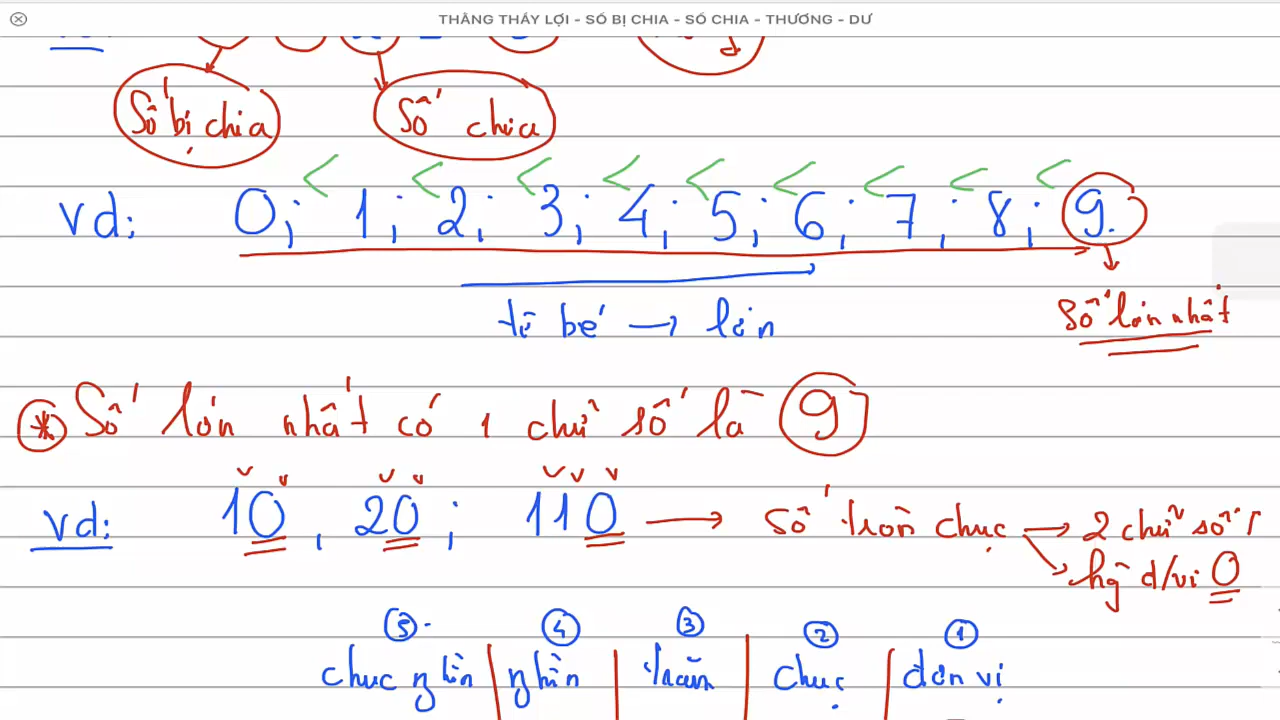 THẰNG THẦY LỢI - SỐ BỊ CHIA - SỐ CHIA - THƯƠNG - DƯ
Số bị chia
Số chia
< < < < < < < < <
vd: 0; 1; 2; 3; 4; 5; 6; 7; 8; 9.
từ bé → lớn
Số lớn nhất
* Số lớn nhất có 1 chữ số là 9
vd: 10, 20; 110 → số tròn chục → 2 chữ số ↑
→ hg đ/vị 0
5 4 3 2 1
chục nghìn | nghìn | trăm | chục | đơn vị